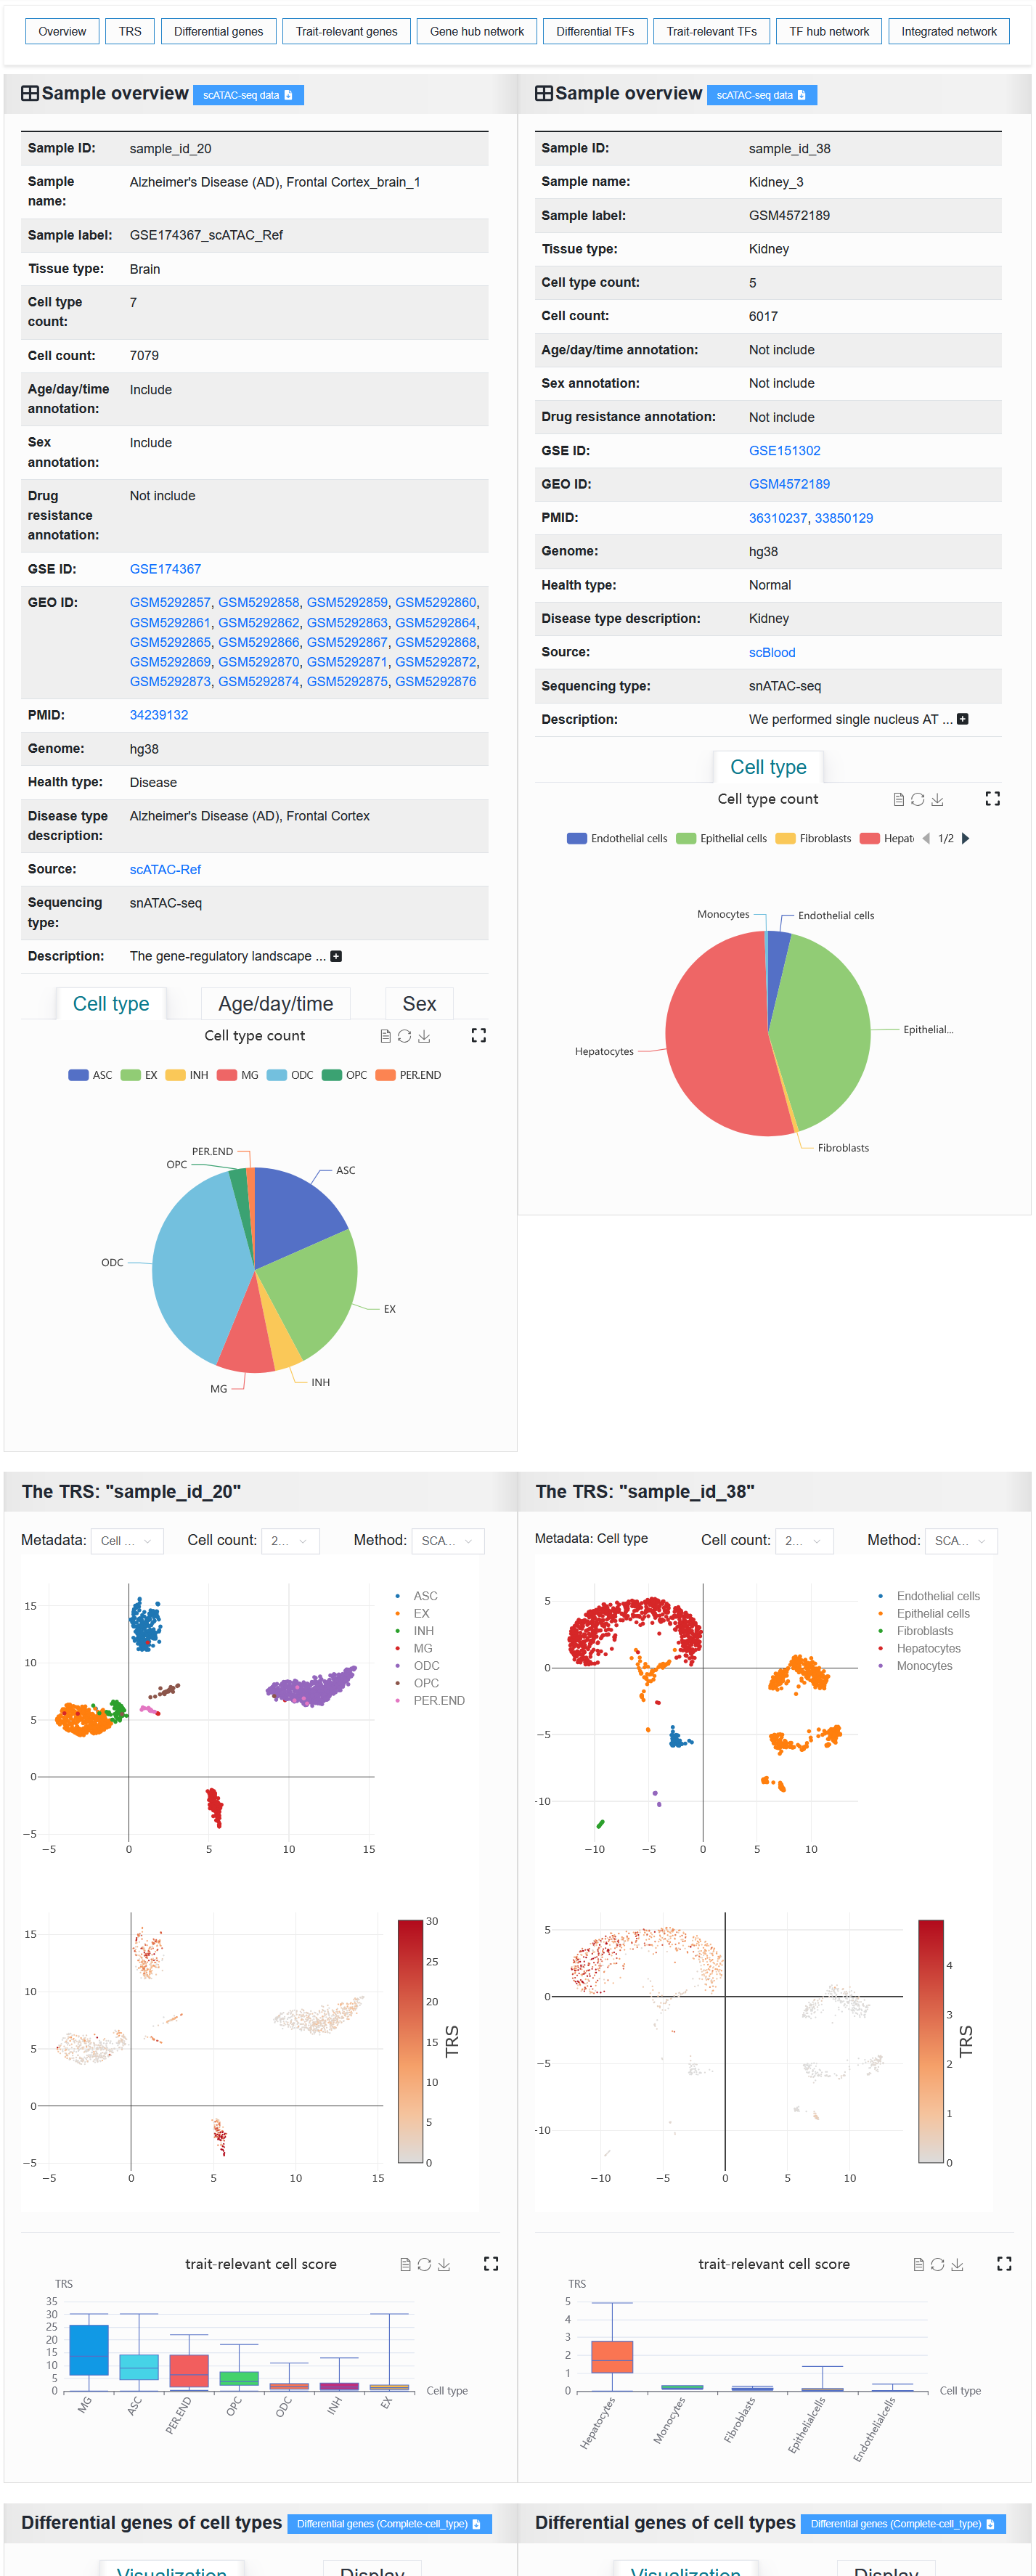 Overview TRS Differential genes Trait-relevant genes Gene hub network Differential TFs Trait-relevant TFs TF hub network Integrated network
Sample overview scATAC-seq data
Sample ID: sample_id_20
Sample Alzheimer's Disease (AD), Frontal Cortex_brain_1
name:
Sample label: GSE174367_scATAC_Ref
Tissue type: Brain
Cell type 7
count:
Cell count: 7079
Age/day/time Include
annotation:
Sex Include
annotation:
Drug Not include
resistance
annotation:
GSE ID: GSE174367
GEO ID: GSM5292857, GSM5292858, GSM5292859, GSM5292860,
GSM5292861, GSM5292862, GSM5292863, GSM5292864,
GSM5292865, GSM5292866, GSM5292867, GSM5292868,
GSM5292869, GSM5292870, GSM5292871, GSM5292872,
GSM5292873, GSM5292874, GSM5292875, GSM5292876
PMID: 34239132
Genome: hg38
Health type: Disease
Disease type Alzheimer's Disease (AD), Frontal Cortex
description:
Source: scATAC-Ref
Sequencing snATAC-seq
type:
Description: The gene-regulatory landscape ...
Cell type Age/day/time Sex
Cell type count
ASC EX INH MG ODC OPC PER.END
PER.END
OPC
ASC
ODC
EX
INH
MG
Sample overview scATAC-seq data
Sample ID: sample_id_38
Sample name: Kidney_3
Sample label: GSM4572189
Tissue type: Kidney
Cell type count: 5
Cell count: 6017
Age/day/time annotation: Not include
Sex annotation: Not include
Drug resistance annotation: Not include
GSE ID: GSE151302
GEO ID: GSM4572189
PMID: 36310237, 33850129
Genome: hg38
Health type: Normal
Disease type description: Kidney
Source: scBlood
Sequencing type: snATAC-seq
Description: We performed single nucleus AT ...
Cell type
Cell type count
Endothelial cells Epithelial cells Fibroblasts Hepat 1/2
Monocytes
Endothelial cells
Epithelial...
Hepatocytes
Fibroblasts
The TRS: "sample_id_20"
Metadata: Cell ... Cell count: 2... Method: SCA...
15
10
5
0
−5
−5 0 5 10 15
ASC
EX
INH
MG
ODC
OPC
PER.END
15
10
5
0
−5
−5 0 5 10 15
30
25
20
15
10
5
0
TRS
trait-relevant cell score
TRS
35
30
25
20
15
10
5
0
MG ASC PER.END OPC ODC INH EX
Cell type
The TRS: "sample_id_38"
Metadata: Cell type Cell count: 2... Method: SCA...
5
0
−5
-10
−10 −5 0 5 10
Endothelial cells
Epithelial cells
Fibroblasts
Hepatocytes
Monocytes
5
0
−5
-10
−10 −5 0 5 10
4
3
2
1
0
TRS
trait-relevant cell score
TRS
5
4
3
2
1
0
Hepatocytes Monocytes Fibroblasts Epithelialcells Endothelialcells
Cell type
Differential genes of cell types Differential genes (Complete-cell_type)
Visualization Display
Differential genes of cell types Differential genes (Complete-cell_type)
Visualization Display